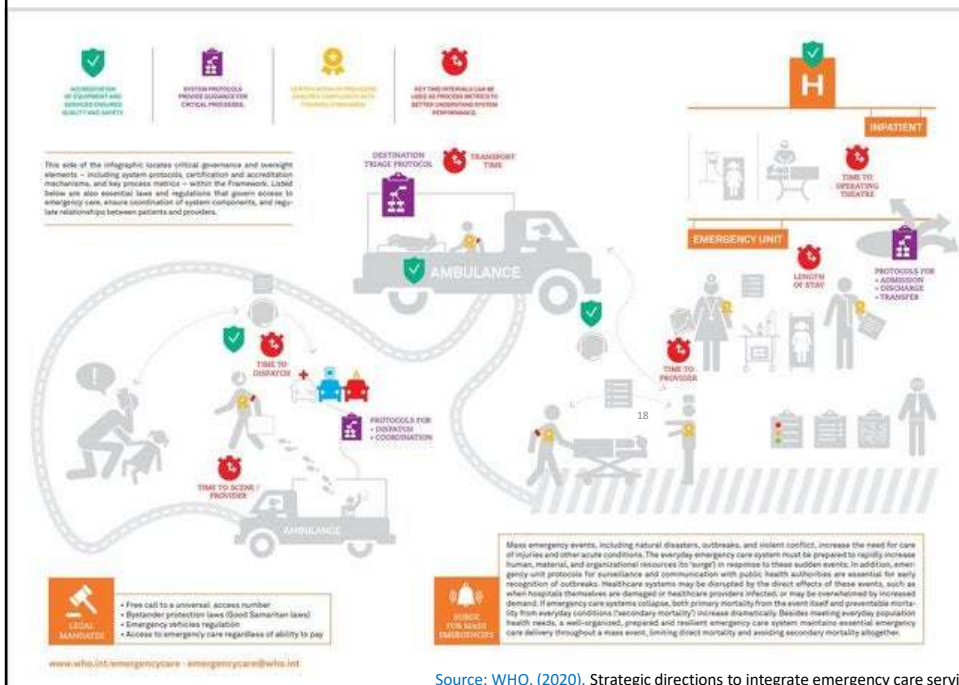 ACCREDITATION
OF EQUIPMENT AND
SERVICES ENSURES
QUALITY AND SAFETY.
SYSTEM PROTOCOLS
PROVIDE GUIDANCE FOR
CRITICAL PROCESSES.
CERTIFICATION OF PROVIDERS
ENSURES COMPLIANCE WITH
TRAINING STANDARDS.
KEY TIME INTERVALS CAN BE
USED AS PROCESS METRICS TO
BETTER UNDERSTAND SYSTEM
PERFORMANCE.
H
INPATIENT
This side of the infographic locates critical governance and oversight
elements – including system protocols, certification and accreditation
mechanisms, and key process metrics – within the Framework. Listed
below are also essential laws and regulations that govern access to
emergency care, ensure coordination of system components, and regu-
late relationships between patients and providers.
DESTINATION
TRIAGE PROTOCOL
TRANSPORT
TIME
TIME TO
OPERATING
THEATRE
EMERGENCY UNIT
AMBULANCE
LENGTH
OF STAY
PROTOCOLS FOR
• ADMISSION
• DISCHARGE
• TRANSFER
TIME TO
DISPATCH
TIME TO
PROVIDER
18
PROTOCOLS FOR
• DISPATCH
• COORDINATION
TIME TO SCENE /
PROVIDER
AMBULANCE
LEGAL
MANDATES
• Free call to a universal access number
• Bystander protection laws (Good Samaritan laws)
• Emergency vehicles regulation
• Access to emergency care regardless of ability to pay
SURGE
FOR MASS
EMERGENCIES
Mass emergency events, including natural disasters, outbreaks, and violent conflict, increase the need for care
of injuries and other acute conditions. The everyday emergency care system must be prepared to rapidly increase
human, material, and organizational resources (to 'surge') in response to these sudden events. In addition, emer-
gency unit protocols for surveillance and communication with public health authorities are essential for early
recognition of outbreaks. Healthcare systems may be disrupted by the direct effects of these events, such as
when hospitals themselves are damaged or healthcare providers infected, or may be overwhelmed by increased
demand. If emergency care systems collapse, both primary mortality from the event itself and preventable morta-
lity from everyday conditions ('secondary mortality') increase dramatically. Besides meeting everyday population
health needs, a well-organized, prepared and resilient emergency care system maintains essential emergency
care delivery throughout a mass event, limiting direct mortality and avoiding secondary mortality altogether.
www.who.int/emergencycare - emergencycare@who.int
Source: WHO. (2020). Strategic directions to integrate emergency care servi